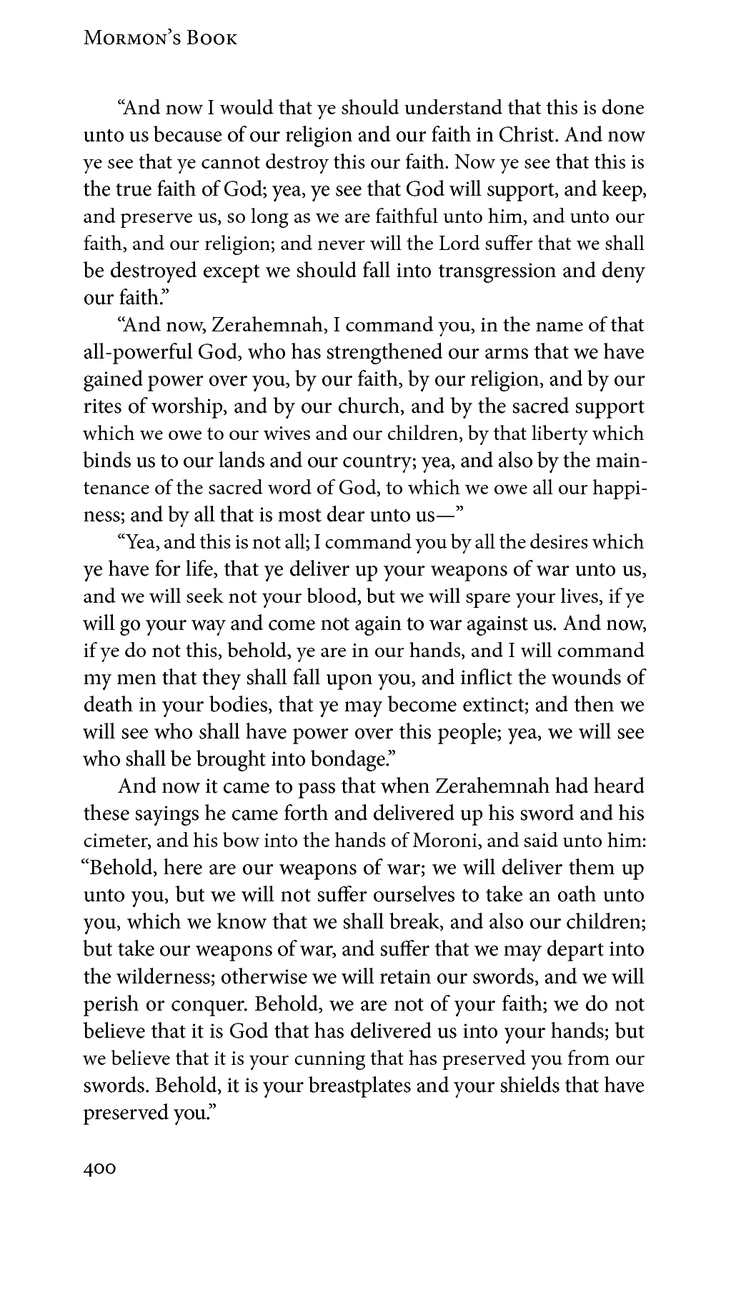 Mormon’s Book
“And now I would that ye should understand that this is done
unto us because of our religion and our faith in Christ. And now
ye see that ye cannot destroy this our faith. Now ye see that this is
the true faith of God; yea, ye see that God will support, and keep,
and preserve us, so long as we are faithful unto him, and unto our
faith, and our religion; and never will the Lord suffer that we shall
be destroyed except we should fall into transgression and deny
our faith.”
“And now, Zerahemnah, I command you, in the name of that
all-powerful God, who has strengthened our arms that we have
gained power over you, by our faith, by our religion, and by our
rites of worship, and by our church, and by the sacred support
which we owe to our wives and our children, by that liberty which
binds us to our lands and our country; yea, and also by the main-
tenance of the sacred word of God, to which we owe all our happi-
ness; and by all that is most dear unto us—”
“Yea, and this is not all; I command you by all the desires which
ye have for life, that ye deliver up your weapons of war unto us,
and we will seek not your blood, but we will spare your lives, if ye
will go your way and come not again to war against us. And now,
if ye do not this, behold, ye are in our hands, and I will command
my men that they shall fall upon you, and inflict the wounds of
death in your bodies, that ye may become extinct; and then we
will see who shall have power over this people; yea, we will see
who shall be brought into bondage.”
And now it came to pass that when Zerahemnah had heard
these sayings he came forth and delivered up his sword and his
cimeter, and his bow into the hands of Moroni, and said unto him:
“Behold, here are our weapons of war; we will deliver them up
unto you, but we will not suffer ourselves to take an oath unto
you, which we know that we shall break, and also our children;
but take our weapons of war, and suffer that we may depart into
the wilderness; otherwise we will retain our swords, and we will
perish or conquer. Behold, we are not of your faith; we do not
believe that it is God that has delivered us into your hands; but
we believe that it is your cunning that has preserved you from our
swords. Behold, it is your breastplates and your shields that have
preserved you.”
400